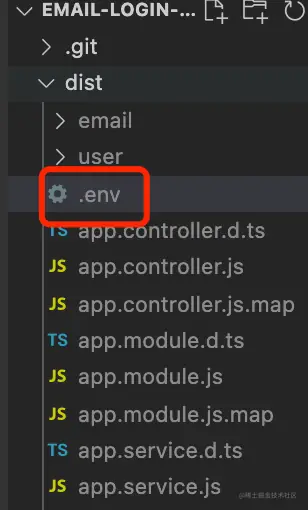 EMAIL-LOGIN-...
.git
dist
email
user
.env
TS app.controller.d.ts
JS app.controller.js
JS app.controller.js.map
TS app.module.d.ts
JS app.module.js
JS app.module.js.map
TS app.service.d.ts
JS app.service.js
@稀土掘金技术社区